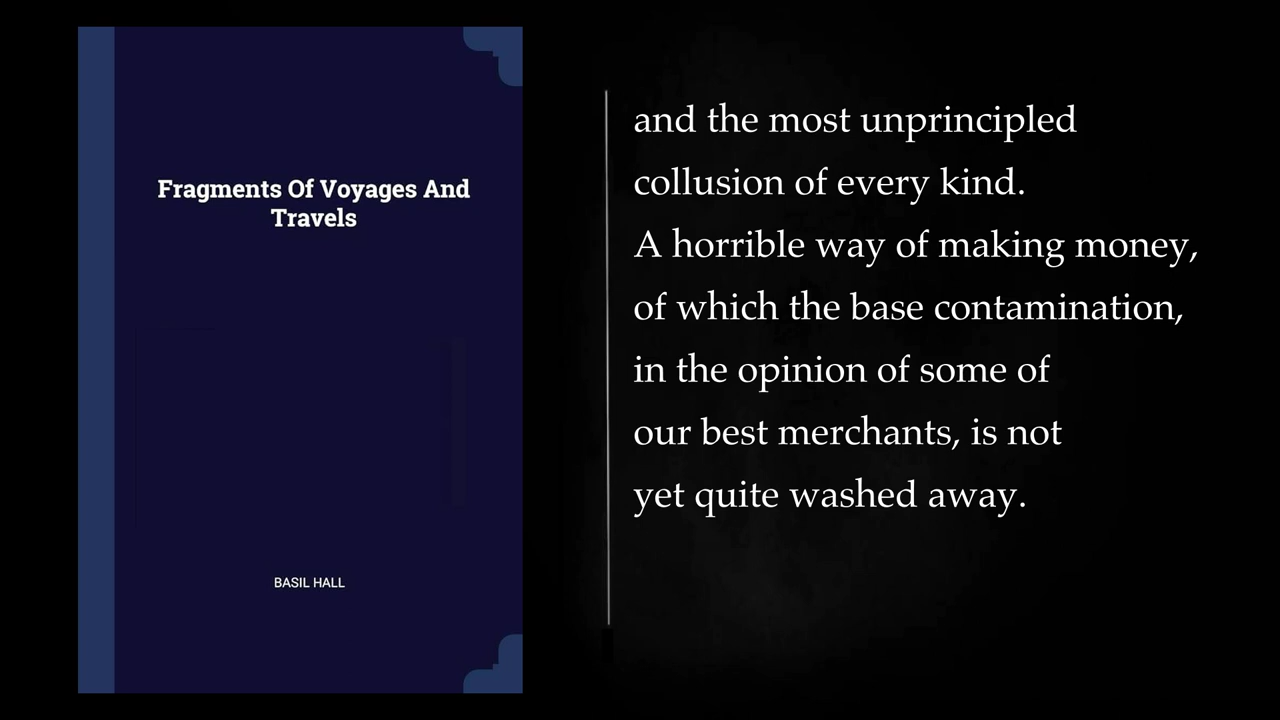 Fragments Of Voyages And
Travels
BASIL HALL
and the most unprincipled
collusion of every kind.
A horrible way of making money,
of which the base contamination,
in the opinion of some of
our best merchants, is not
yet quite washed away.